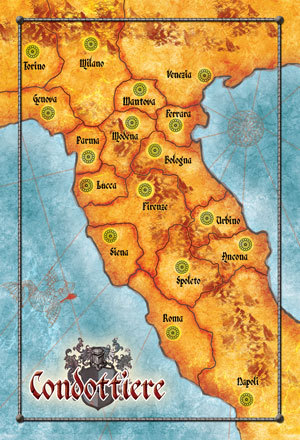 Torino
Milano
Venezia
Genova
Mantova
Ferrara
Parma
Modena
Bologna
Lucca
Firenze
Urbino
Siena
Ancona
Spoleto
Roma
Napoli
Condottiere